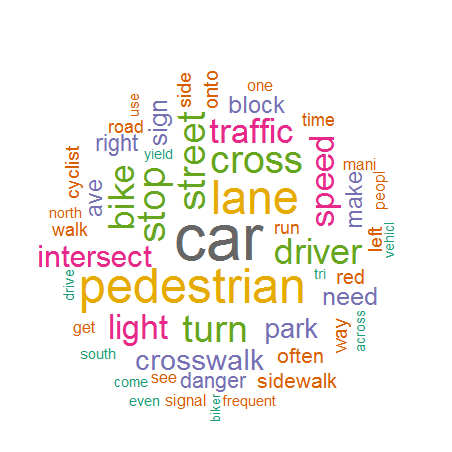 one
use
side
onto
block
time
road
sign
street
traffic
right
yield
cross
speed
mani
cyclist
ave
bike
stop
lane
make
peopl
north
walk
car
run
left
vehicl
intersect
driver
drive
pedestrian
tri
red
need
get
light
turn
park
way
across
south
crosswalk
often
come
see
danger
sidewalk
even
signal
biker
frequent